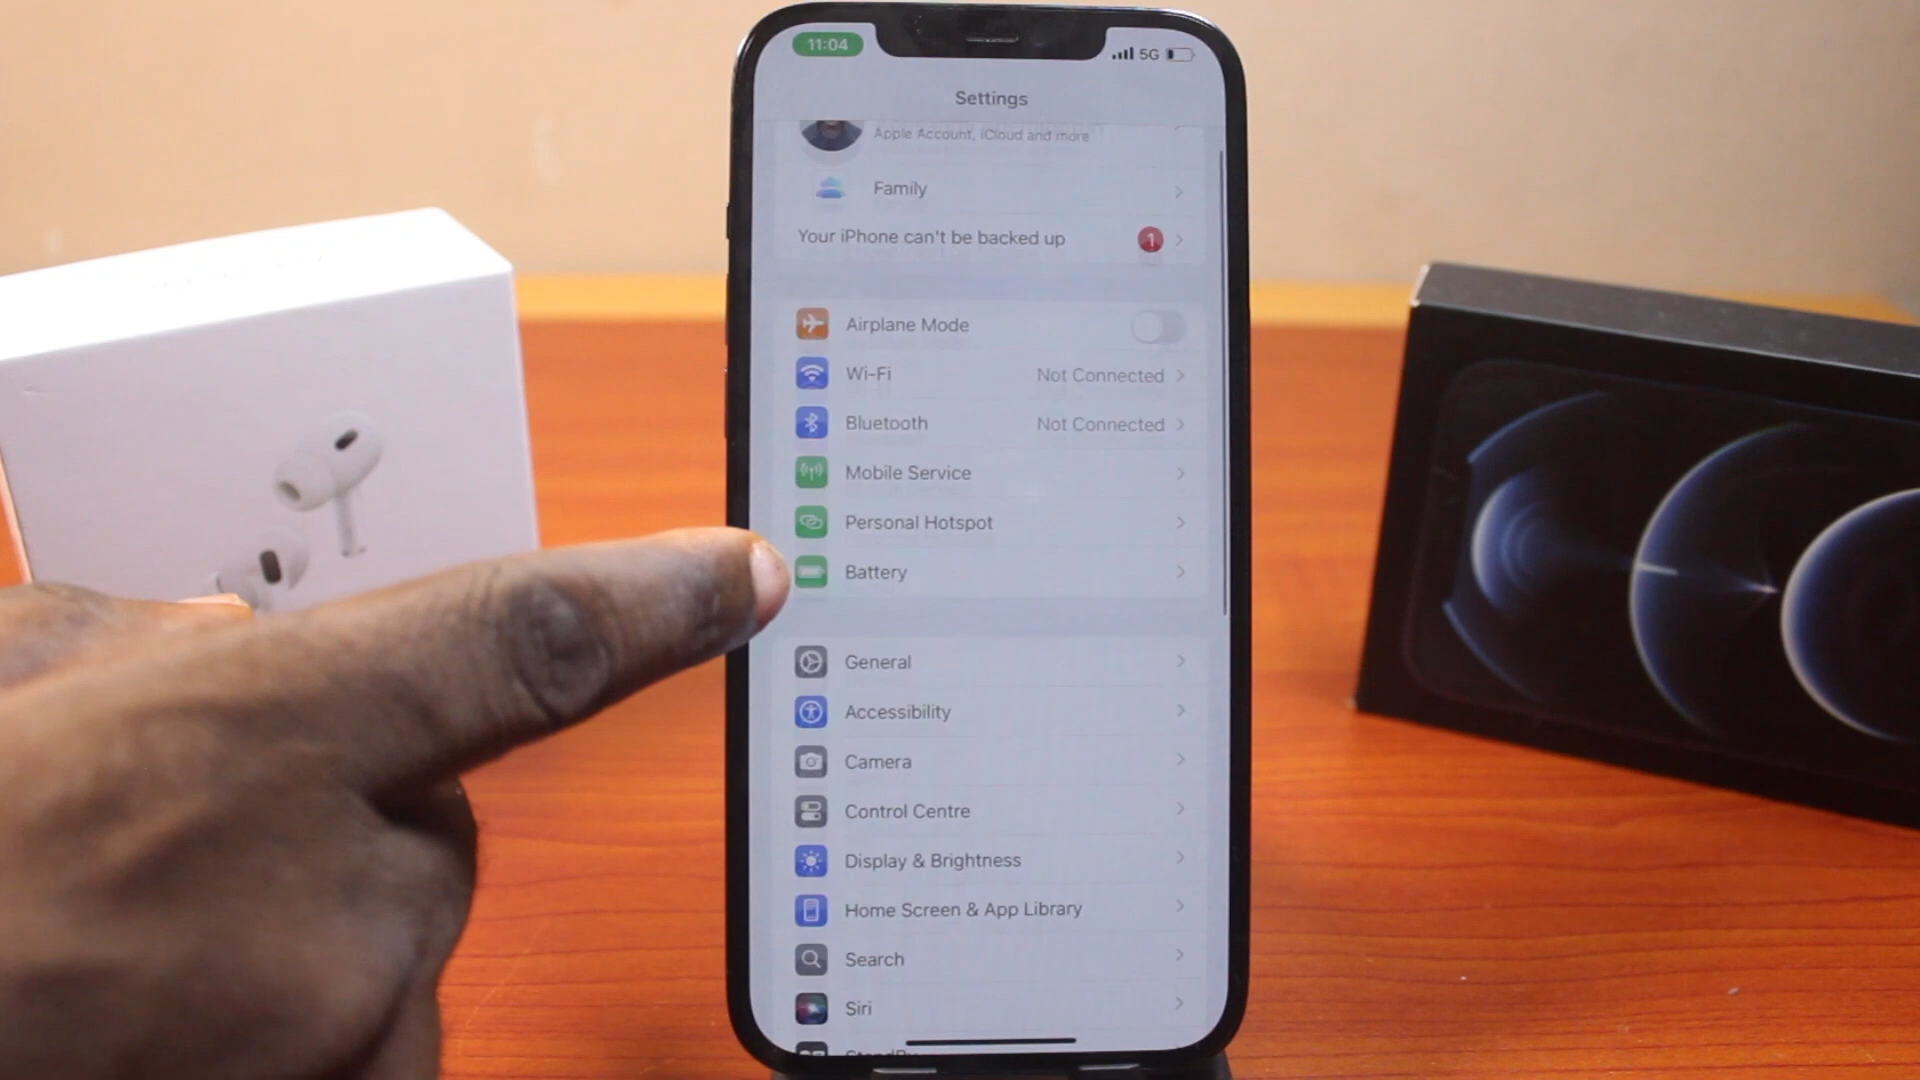 11:04
5G
Settings
Apple Account, iCloud and more
Family
Your iPhone can't be backed up
1
Airplane Mode
Wi-Fi
Not Connected
Bluetooth
Not Connected
Mobile Service
Personal Hotspot
Battery
General
Accessibility
Camera
Control Centre
Display & Brightness
Home Screen & App Library
Search
Siri